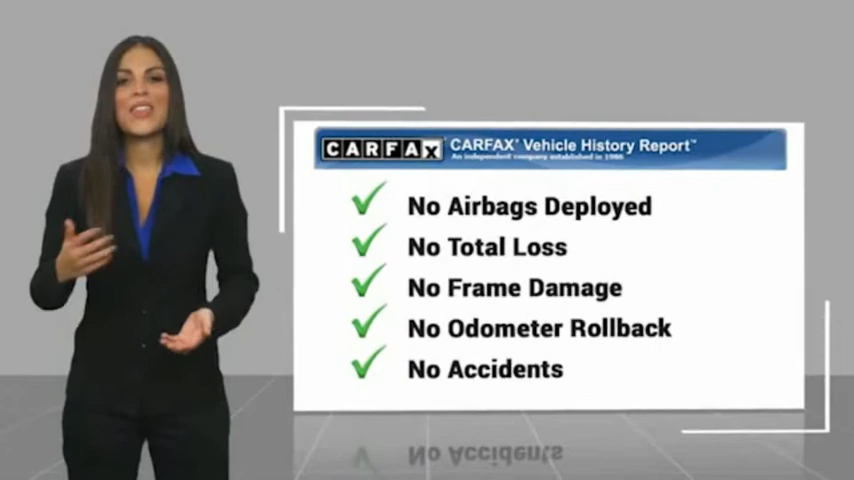 CARFAX CARFAX® Vehicle History Report™
An independent company established in 1986
No Airbags Deployed
No Total Loss
No Frame Damage
No Odometer Rollback
No Accidents
No Accidents